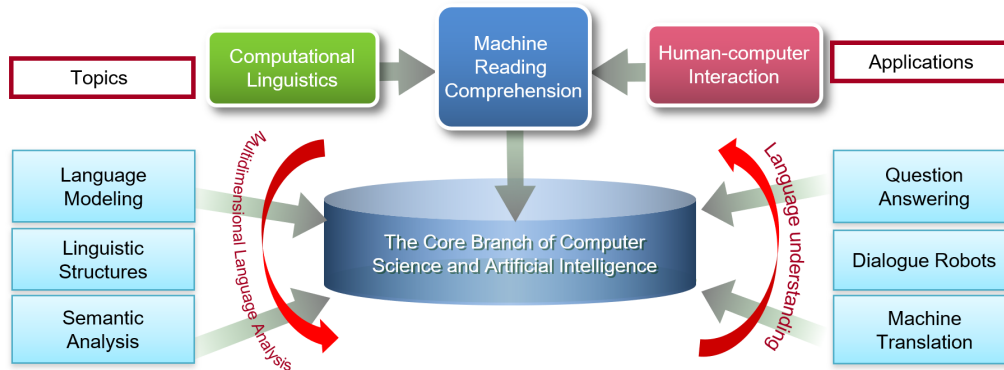 Topics
Computational
Linguistics
Machine
Reading
Comprehension
Human-computer
Interaction
Applications
Language
Modeling
Linguistic
Structures
Semantic
Analysis
Multidimensional Language Analysis
The Core Branch of Computer
Science and Artificial Intelligence
Language understanding
Question
Answering
Dialogue Robots
Machine
Translation